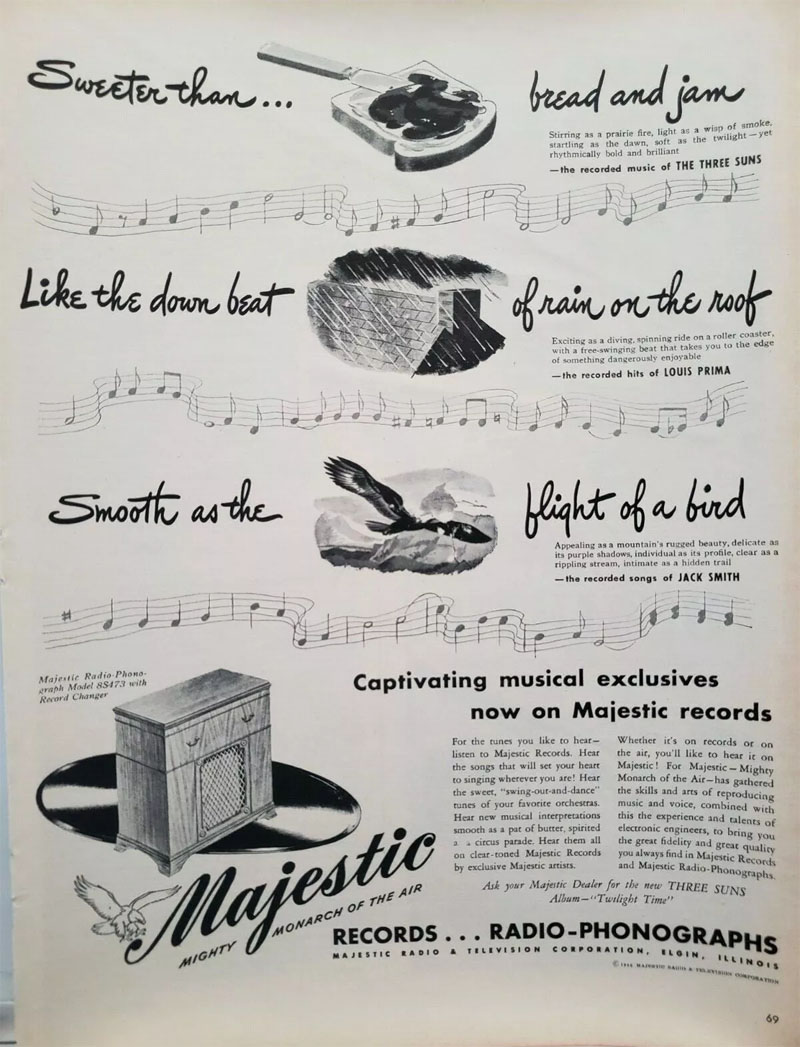 Sweeter than... bread and jam
Stirring as a prairie fire, light as a wisp of smoke,
startling as the dawn, soft as the twilight—yet
rhythmically bold and brilliant
—the recorded music of THE THREE SUNS
Like the down beat of rain on the roof
Exciting as a diving, spinning ride on a roller coaster,
with a free-swinging beat that takes you to the edge
of something dangerously enjoyable
—the recorded hits of LOUIS PRIMA
Smooth as the flight of a bird
Appealing as a mountain's rugged beauty, delicate as
its purple shadows, individual as its profile, clear as a
rippling stream, intimate as a hidden trail
—the recorded songs of JACK SMITH
Majestic Radio-Phono-
graph Model 8S473 with
Record Changer
Captivating musical exclusives
now on Majestic records
For the tunes you like to hear—
listen to Majestic Records. Hear
the songs that will set your heart
to singing wherever you are! Hear
the sweet, "swing-out-and-dance"
tunes of your favorite orchestras.
Hear new musical interpretations
smooth as a pat of butter, spirited
a circus parade. Hear them all
on clear-toned Majestic Records
by exclusive Majestic artists.
Whether it's on records or on
the air, you'll like to hear it on
Majestic! For Majestic—Mighty
Monarch of the Air—has gathered
the skills and arts of reproducing
music and voice, combined with
this the experience and talents of
electronic engineers, to bring you
the great fidelity and great quality
you always find in Majestic Records
and Majestic Radio-Phonographs.
Ask your Majestic Dealer for the new THREE SUNS
Album—"Twilight Time"
Majestic
MIGHTY MONARCH OF THE AIR
RECORDS... RADIO-PHONOGRAPHS
MAJESTIC RADIO & TELEVISION CORPORATION, ELGIN, ILLINOIS
© MAJESTIC RADIO & TELEVISION CORPORATION
69